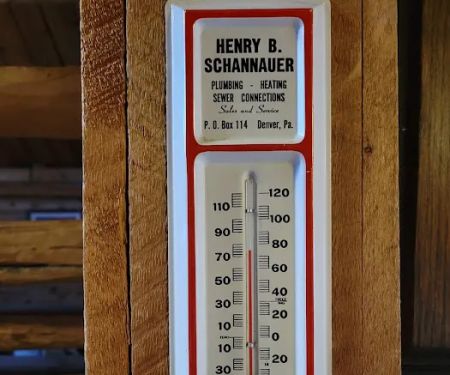 HENRY B.
SCHANNAUER
PLUMBING - HEATING
SEWER CONNECTIONS
Sales and Service
P. O. Box 114 Denver, Pa.
120
110
100
90
80
70
60
50
40
30
20
10
0
10
20
30